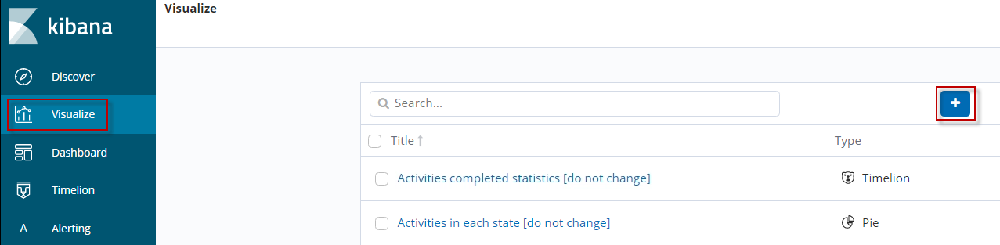 kibana
Discover
Visualize
Dashboard
Timelion
A Alerting
Visualize
Search...
Title Type
Activities completed statistics [do not change] Timelion
Activities in each state [do not change] Pie